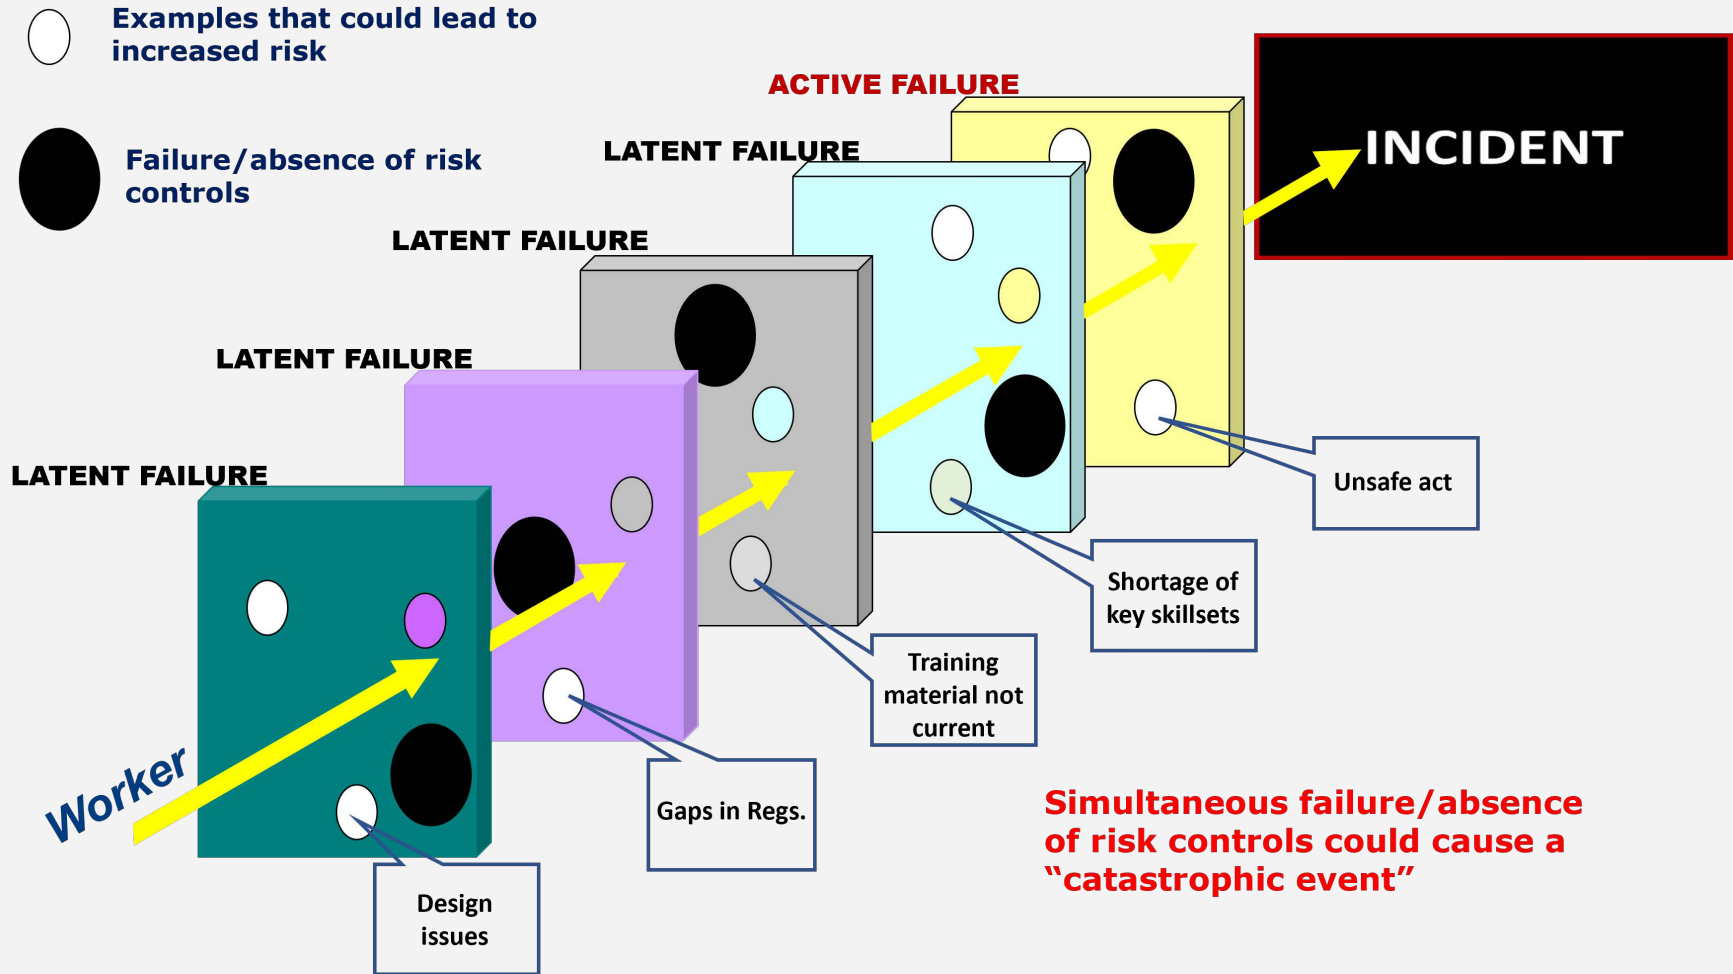 Examples that could lead to
increased risk
Failure/absence of risk
controls
ACTIVE FAILURE
LATENT FAILURE
LATENT FAILURE
LATENT FAILURE
LATENT FAILURE
INCIDENT
Worker
Unsafe act
Shortage of
key skillsets
Training
material not
current
Gaps in Regs.
Design
issues
Simultaneous failure/absence
of risk controls could cause a
“catastrophic event”